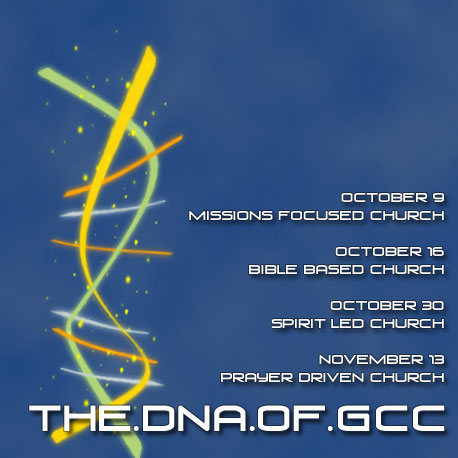 OCTOBER 9
MISSIONS FOCUSED CHURCH
OCTOBER 16
BIBLE BASED CHURCH
OCTOBER 30
SPIRIT LED CHURCH
NOVEMBER 13
PRAYER DRIVEN CHURCH
THE.DNA.OF.GCC